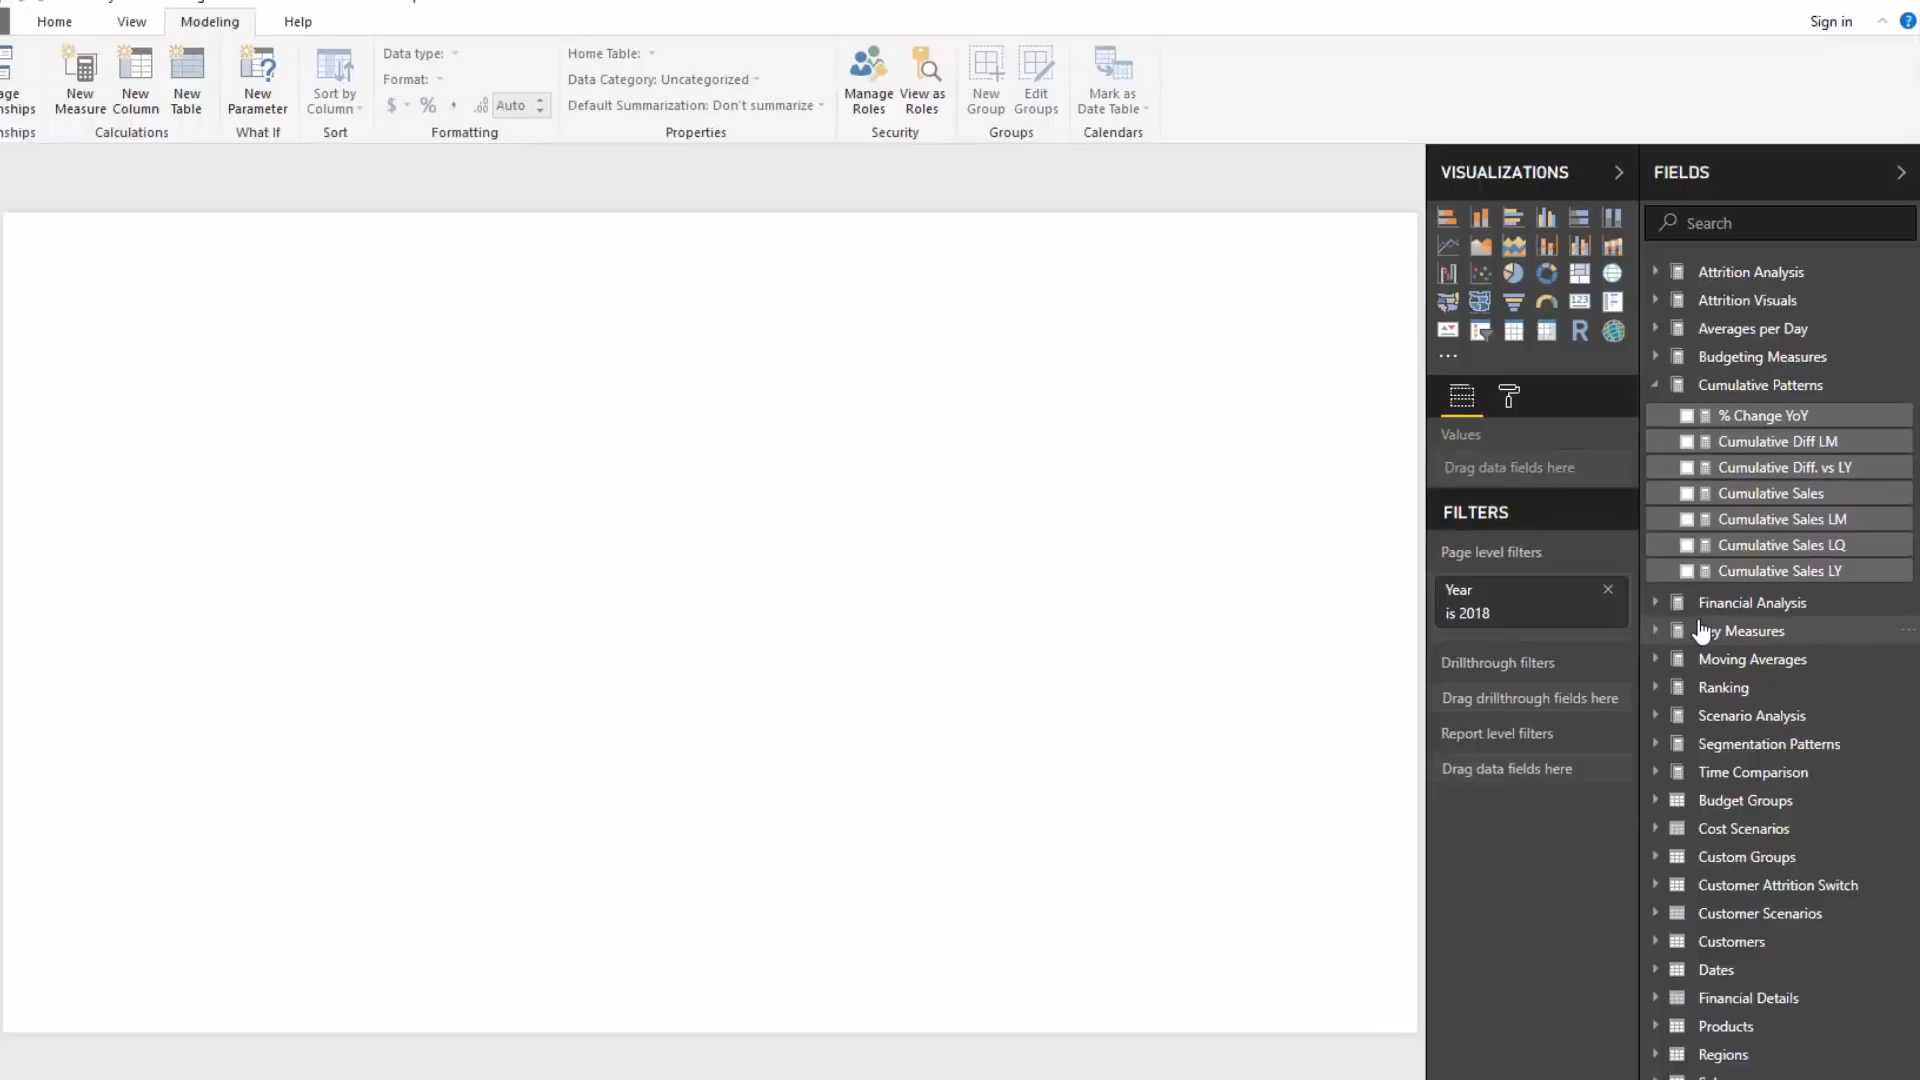 Home View Modeling Help Sign in
Data type:
Format:
$ % Auto
Home Table:
Data Category: Uncategorized
Default Summarization: Don't summarize
New Measure
New Column
New Table
New Parameter
Sort by Column
Manage Roles
View as Roles
New Group
Edit Groups
Mark as Date Table
Calculations What If Sort Formatting Properties Security Groups Calendars
VISUALIZATIONS
123
R
Values
Drag data fields here
FILTERS
Page level filters
Year
is 2018
Drillthrough filters
Drag drillthrough fields here
Report level filters
Drag data fields here
FIELDS
Search
Attrition Analysis
Attrition Visuals
Averages per Day
Budgeting Measures
Cumulative Patterns
% Change YoY
Cumulative Diff LM
Cumulative Diff. vs LY
Cumulative Sales
Cumulative Sales LM
Cumulative Sales LQ
Cumulative Sales LY
Financial Analysis
Measures
Moving Averages
Ranking
Scenario Analysis
Segmentation Patterns
Time Comparison
Budget Groups
Cost Scenarios
Custom Groups
Customer Attrition Switch
Customer Scenarios
Customers
Dates
Financial Details
Products
Regions